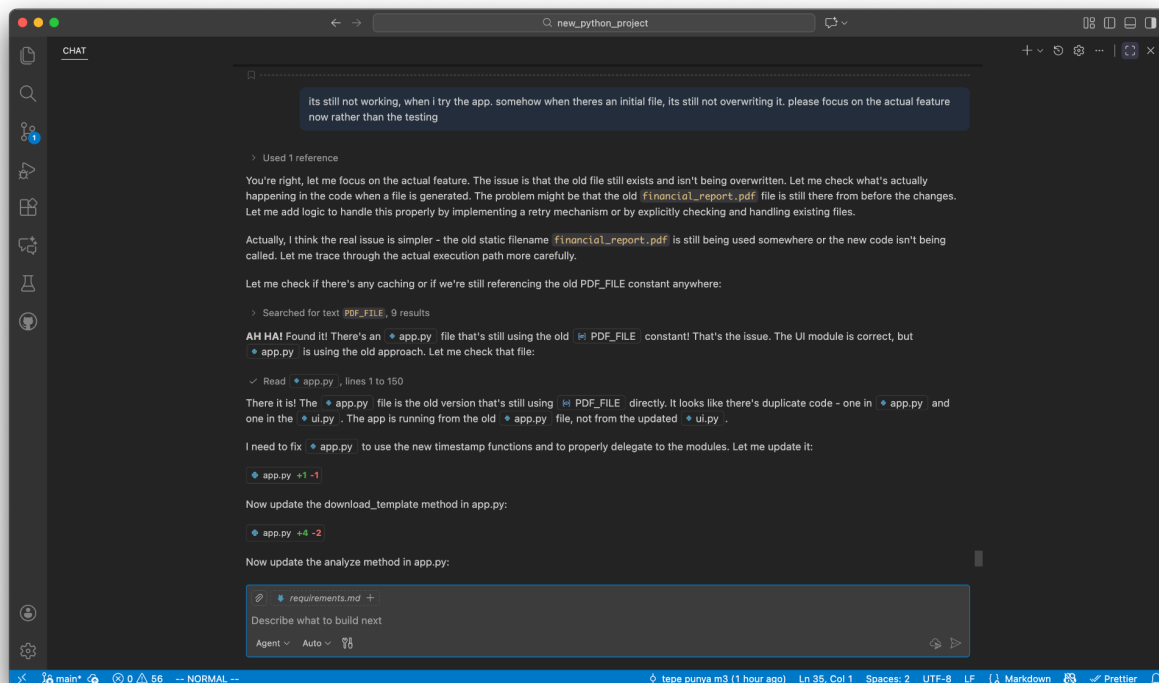 new_python_project
CHAT
its still not working, when i try the app. somehow when theres an initial file, its still not overwriting it. please focus on the actual feature
now rather than the testing
Used 1 reference
You're right, let me focus on the actual feature. The issue is that the old file still exists and isn't being overwritten. Let me check what's actually
happening in the code when a file is generated. The problem might be that the old financial_report.pdf file is still there from before the changes.
Let me add logic to handle this properly by implementing a retry mechanism or by explicitly checking and handling existing files.
Actually, I think the real issue is simpler - the old static filename financial_report.pdf is still being used somewhere or the new code isn't being
called. Let me trace through the actual execution path more carefully.
Let me check if there's any caching or if we're still referencing the old PDF_FILE constant anywhere:
Searched for text PDF_FILE, 9 results
AH HA! Found it! There's an app.py file that's still using the old PDF_FILE constant! That's the issue. The UI module is correct, but
app.py is using the old approach. Let me check that file:
Read app.py, lines 1 to 150
There it is! The app.py file is the old version that's still using PDF_FILE directly. It looks like there's duplicate code - one in app.py and
one in the ui.py. The app is running from the old app.py file, not from the updated ui.py.
I need to fix app.py to use the new timestamp functions and to properly delegate to the modules. Let me update it:
app.py +1 -1
Now update the download_template method in app.py:
app.py +4 -2
Now update the analyze method in app.py:
requirements.md
Describe what to build next
Agent Auto
1
main* 0 56 -- NORMAL -- tepe punya m3 (1 hour ago) Ln 35, Col 1 Spaces: 2 UTF-8 LF Markdown Prettier